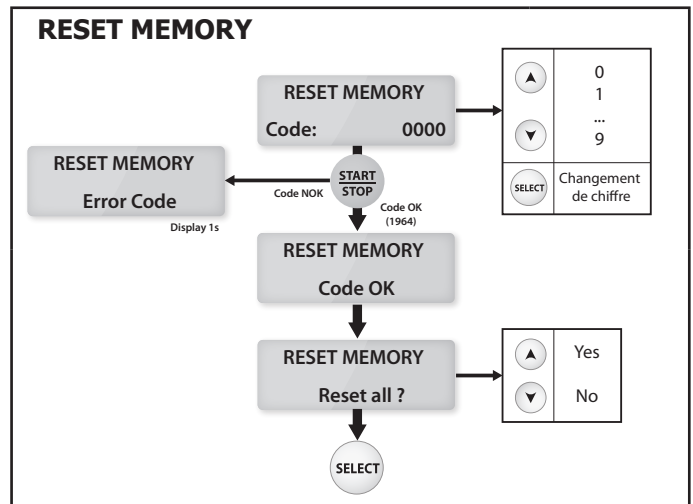 RESET MEMORY
RESET MEMORY
Code: 0000
0
1
...
9
SELECT
Changement
de chiffre
START
STOP
Code NOK
RESET MEMORY
Error Code
Display 1s
Code OK
(1964)
RESET MEMORY
Code OK
RESET MEMORY
Reset all ?
Yes
No
SELECT